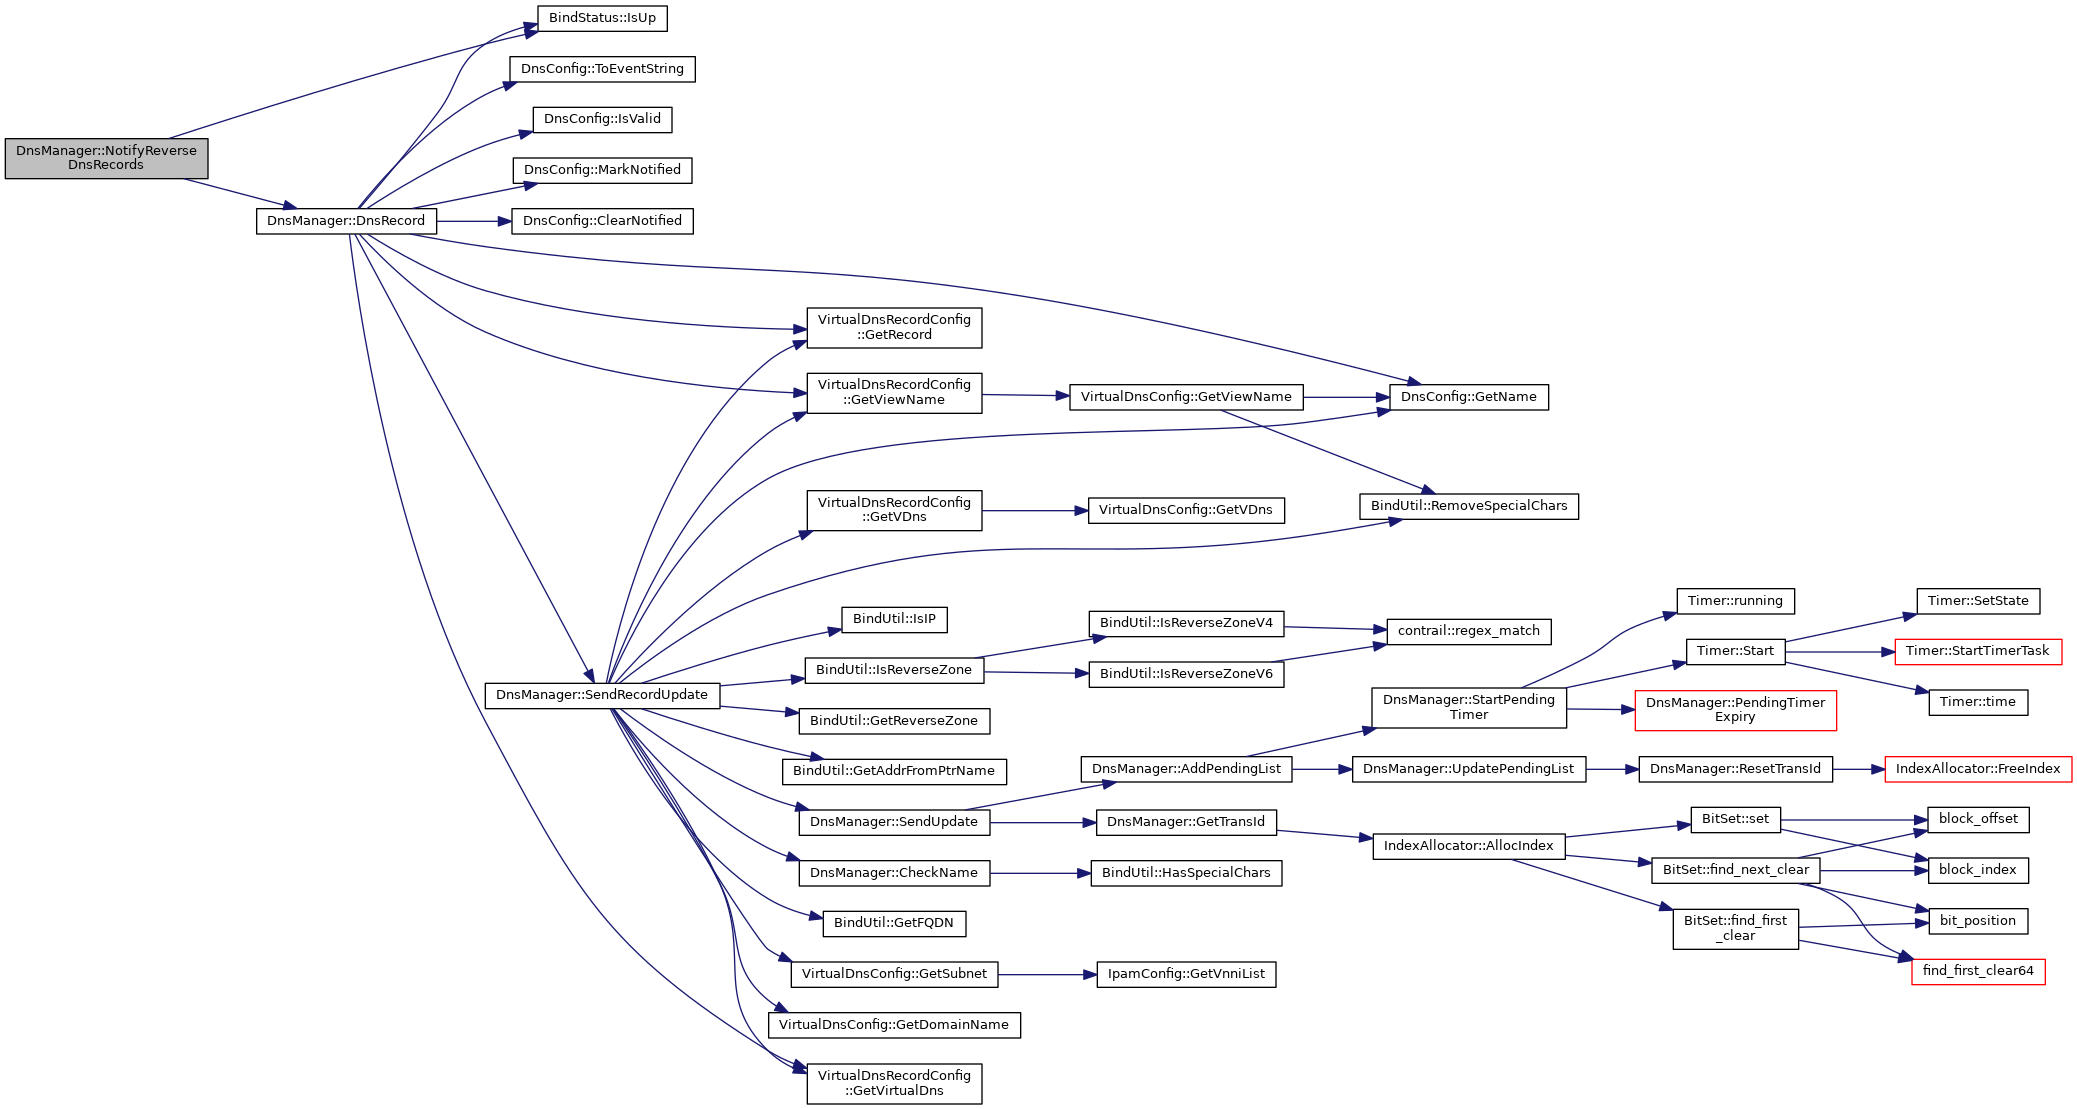 BindStatus::IsUp
DnsConfig::ToEventString
DnsConfig::IsValid
DnsManager::NotifyReverse
DnsRecords
DnsConfig::MarkNotified
DnsManager::DnsRecord
DnsConfig::ClearNotified
VirtualDnsRecordConfig
::GetRecord
VirtualDnsRecordConfig
::GetViewName
VirtualDnsConfig::GetViewName
DnsConfig::GetName
VirtualDnsRecordConfig
::GetVDns
VirtualDnsConfig::GetVDns
BindUtil::RemoveSpecialChars
BindUtil::IsIP
BindUtil::IsReverseZoneV4
contrail::regex_match
Timer::running
Timer::SetState
BindUtil::IsReverseZone
BindUtil::IsReverseZoneV6
Timer::Start
Timer::StartTimerTask
DnsManager::SendRecordUpdate
DnsManager::StartPending
Timer
DnsManager::PendingTimer
Expiry
Timer::time
BindUtil::GetReverseZone
BindUtil::GetAddrFromPtrName
DnsManager::AddPendingList
DnsManager::UpdatePendingList
DnsManager::ResetTransId
IndexAllocator::FreeIndex
DnsManager::SendUpdate
DnsManager::GetTransId
IndexAllocator::AllocIndex
BitSet::set
block_offset
DnsManager::CheckName
BindUtil::HasSpecialChars
BitSet::find_next_clear
block_index
BindUtil::GetFQDN
BitSet::find_first
_clear
bit_position
VirtualDnsConfig::GetSubnet
IpamConfig::GetVnniList
find_first_clear64
VirtualDnsConfig::GetDomainName
VirtualDnsRecordConfig
::GetVirtualDns